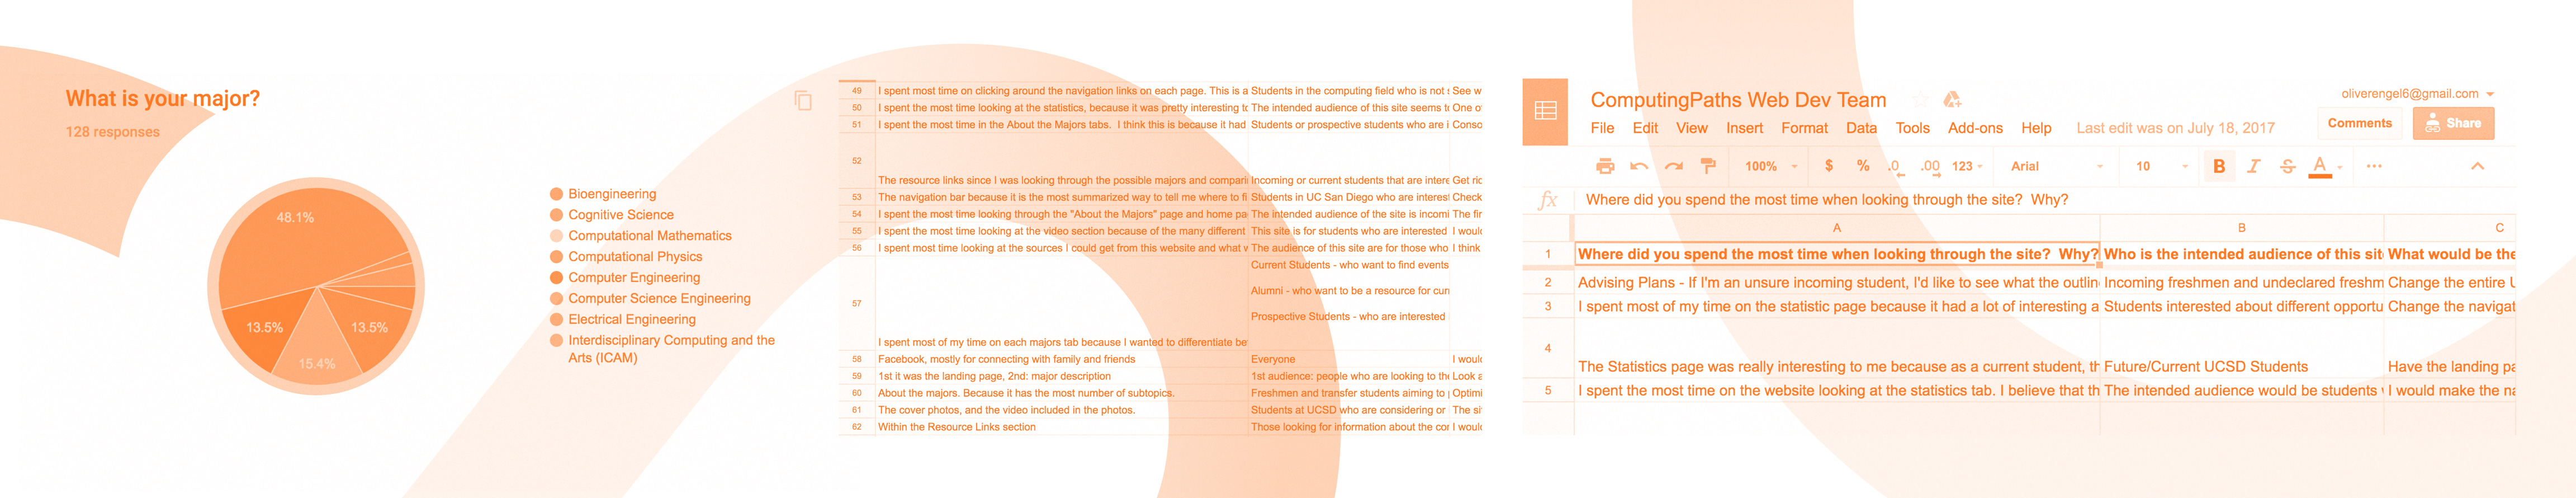 What is your major?
128 responses
48.1%
13.5%
13.5%
15.4%
Bioengineering
Cognitive Science
Computational Mathematics
Computational Physics
Computer Engineering
Computer Science Engineering
Electrical Engineering
Interdisciplinary Computing and the
Arts (ICAM)
49 I spent most time on clicking around the navigation links on each page. This is a Students in the computing field who is not See w
50 I spent the most time looking at the statistics, because it was pretty interesting to The intended audience of this site seems to One o
51 I spent the most time in the About the Majors tabs. I think this is because it had Students or prospective students who are i Conso
52
The resource links since I was looking through the possible majors and compari Incoming or current students that are intere Get ric
53 The navigation bar because it is the most summarized way to tell me where to fi Students in UC San Diego who are interes Check
54 I spent the most time looking through the "About the Majors" page and home pa The intended audience of the site is incomi The fir
55 I spent the most time looking at the video section because of the many different This site is for students who are interested I woul
56 I spent most time looking at the sources I could get from this website and what v The audience of this site are for those who I think
Current Students - who want to find events
Alumni - who want to be a resource for curr
57
Prospective Students - who are interested
I spent most of my time on each majors tab because I wanted to differentiate be
58 Facebook, mostly for connecting with family and friends Everyone I woul
59 1st it was the landing page, 2nd: major description 1st audience: people who are looking to the Look a
60 About the majors. Because it has the most number of subtopics. Freshmen and transfer students aiming to Optimi
61 The cover photos, and the video included in the photos. Students at UCSD who are considering or The si
62 Within the Resource Links section Those looking for information about the cor I woul
ComputingPaths Web Dev Team
oliverengel6@gmail.com
File Edit View Insert Format Data Tools Add-ons Help Last edit was on July 18, 2017
Comments
Share
100% $ % .0 .00 123 Arial 10 B I S A
fx Where did you spend the most time when looking through the site? Why?
A B C
1 Where did you spend the most time when looking through the site? Why? Who is the intended audience of this sit What would be the
2 Advising Plans - If I'm an unsure incoming student, I'd like to see what the outlin Incoming freshmen and undeclared freshm Change the entire U
3 I spent most of my time on the statistic page because it had a lot of interesting a Students interested about different opportu Change the navigat
4
The Statistics page was really interesting to me because as a current student, th Future/Current UCSD Students Have the landing pa
5 I spent the most time on the website looking at the statistics tab. I believe that th The intended audience would be students I would make the na